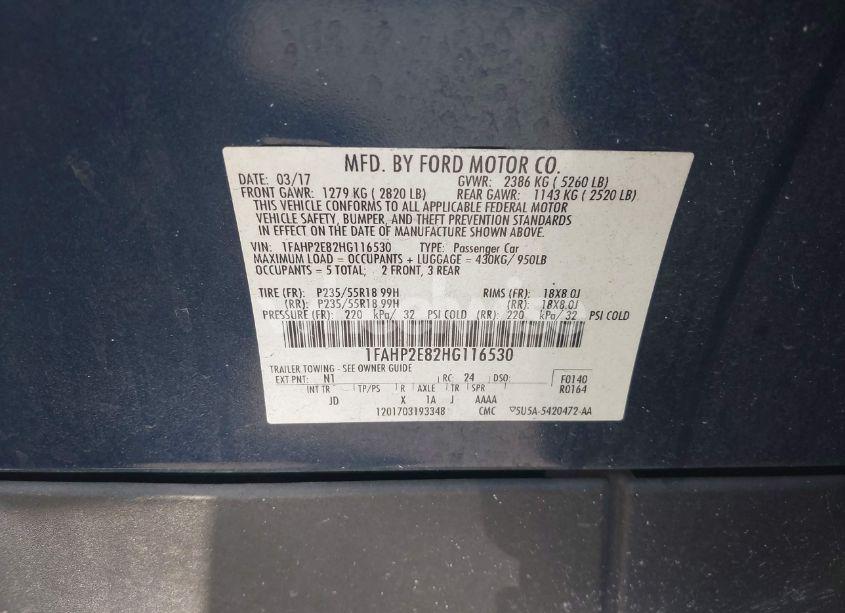 MFD. BY FORD MOTOR CO.
DATE: 03/17 GVWR: 2386 KG ( 5260 LB)
FRONT GAWR: 1279 KG ( 2820 LB) REAR GAWR: 1143 KG ( 2520 LB)
THIS VEHICLE CONFORMS TO ALL APPLICABLE FEDERAL MOTOR
VEHICLE SAFETY, BUMPER, AND THEFT PREVENTION STANDARDS
IN EFFECT ON THE DATE OF MANUFACTURE SHOWN ABOVE.
VIN: 1FAHP2E82HG116530 TYPE: Passenger Car
MAXIMUM LOAD = OCCUPANTS + LUGGAGE = 430KG/ 950LB
OCCUPANTS = 5 TOTAL; 2 FRONT, 3 REAR
TIRE (FR): P235/55R18 99H RIMS (FR): 18X8.0J
(RR): P235/55R18 99H (RR): 18X8.0J
PRESSURE (FR): 220 kPa/ 32 PSI COLD (RR): 220 kPa/ 32 PSI COLD
1FAHP2E82HG116530
TRAILER TOWING - SEE OWNER GUIDE
EXT PNT: N1 RC: 24 DSO: F0140
INT TR TP/PS R AXLE TR SPR R0164
JD X 1A J AAAA
1201703193348 CMC 5U5A-5420472-AA